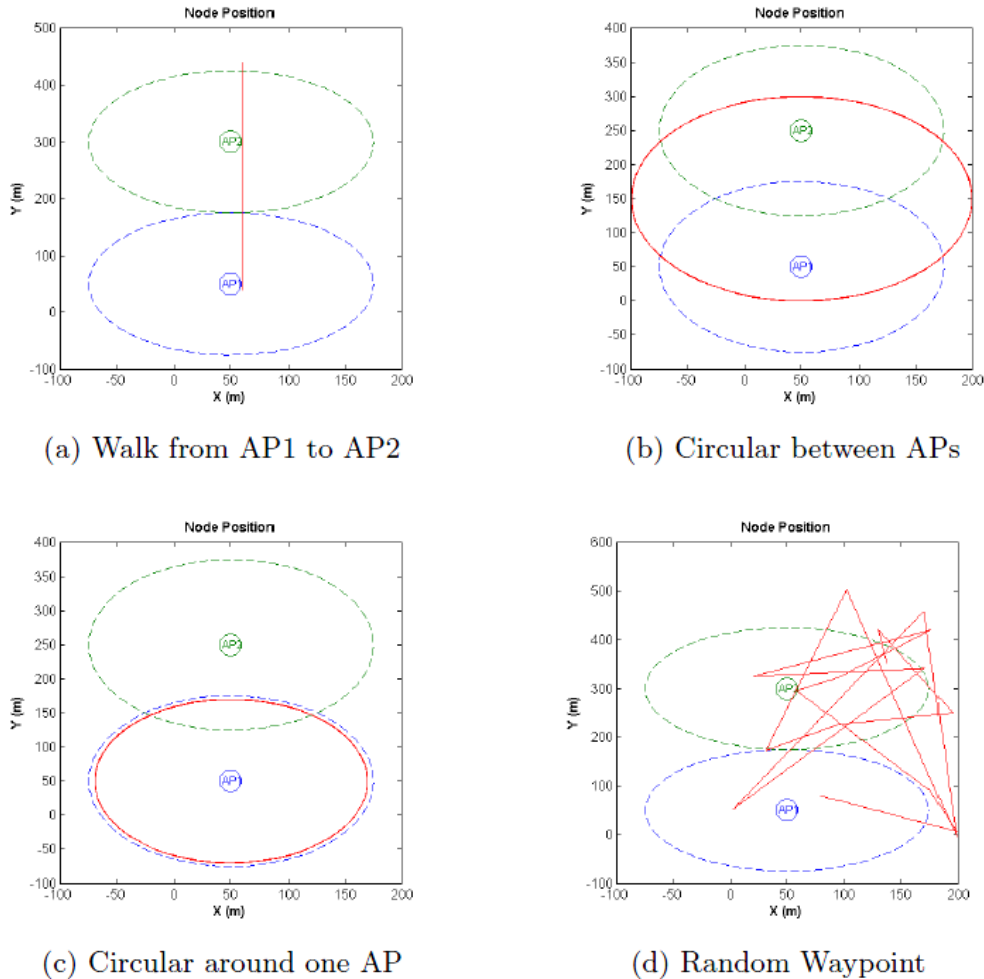 Node Position
500
400
300
200
100
0
-100
Y (m)
AP2
AP1
-100 -50 0 50 100 150 200
X (m)
(a) Walk from AP1 to AP2
Node Position
400
350
300
250
200
150
100
50
0
-50
-100
Y (m)
AP2
AP1
-100 -50 0 50 100 150 200
X (m)
(b) Circular between APs
Node Position
400
350
300
250
200
150
100
50
0
-50
-100
Y (m)
AP2
AP1
-100 -50 0 50 100 150 200
X (m)
(c) Circular around one AP
Node Position
600
500
400
300
200
100
0
-100
Y (m)
AP2
AP1
-100 -50 0 50 100 150 200
X (m)
(d) Random Waypoint